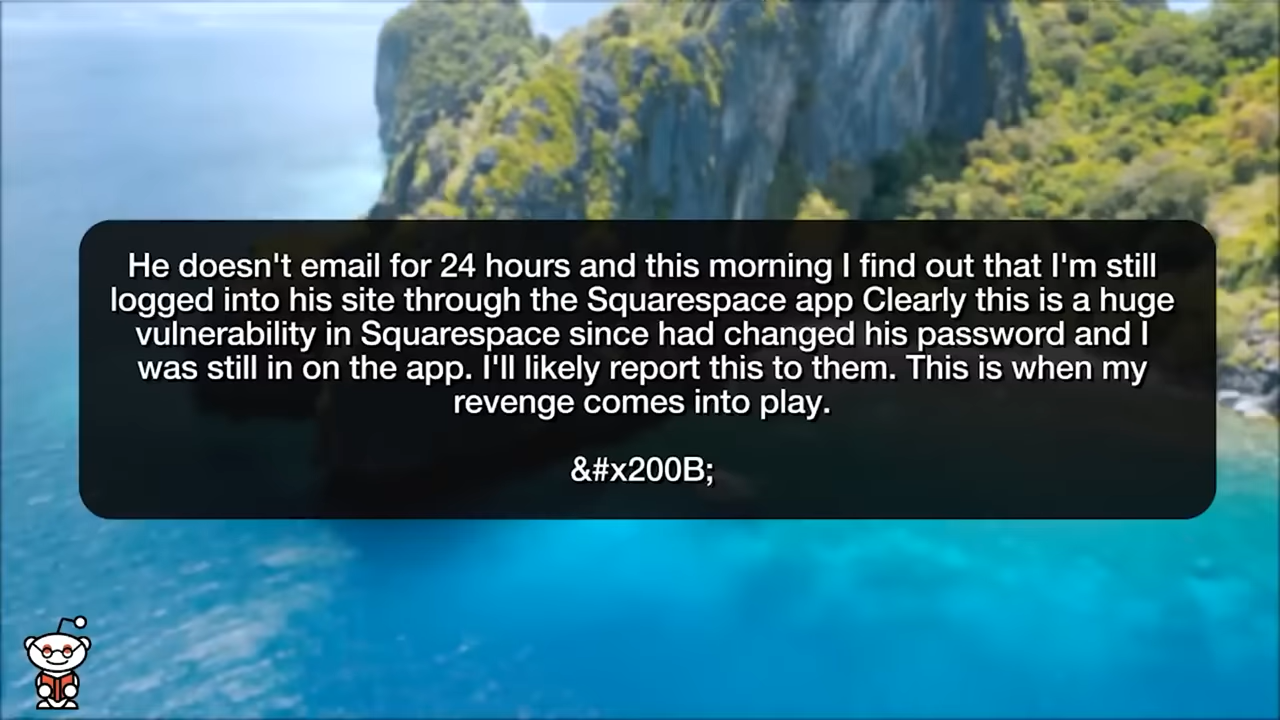 He doesn't email for 24 hours and this morning I find out that I'm still
logged into his site through the Squarespace app Clearly this is a huge
vulnerability in Squarespace since had changed his password and I
was still in on the app. I'll likely report this to them. This is when my
revenge comes into play.
&#x200B;